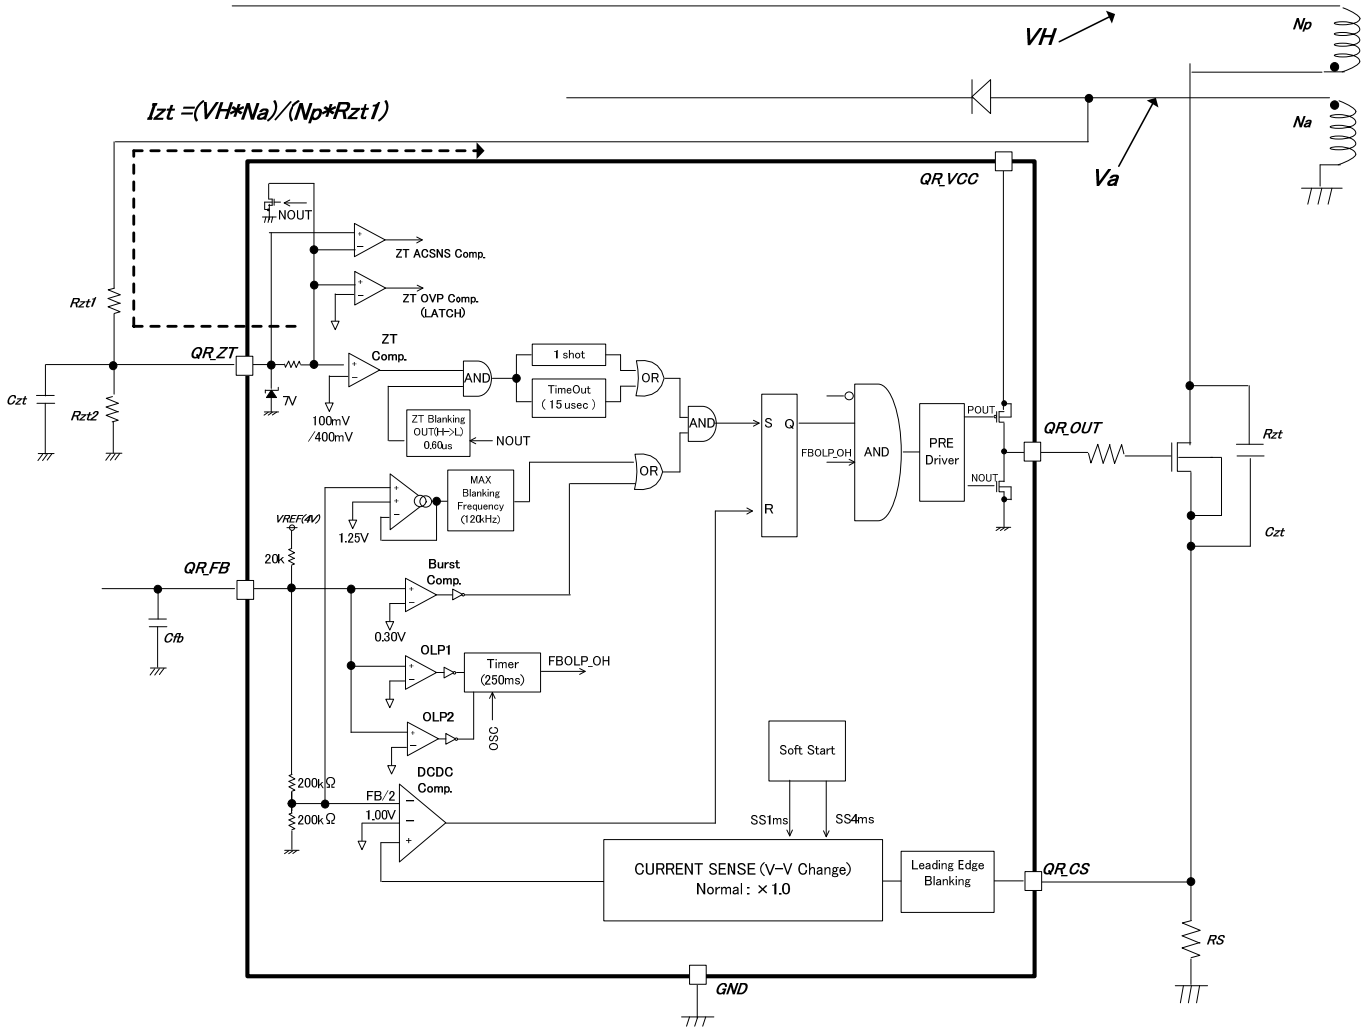 Np
VH
Izt =(VH*Na)/(Np*Rzt1)
Na
Va
QR_VCC
NOUT
ZT ACSNS Comp.
ZT OVP Comp.
(LATCH)
Rzt1
QR_ZT
ZT
Comp.
1 shot
AND
OR
TimeOut
( 15 usec )
7V
Czt
Rzt2
100mV
/400mV
ZT Blanking
OUT(H->L)
0.60us
NOUT
AND
S Q
POUT
PRE
Driver
QR_OUT
Rzt
FBOLP_OH
AND
NOUT
OR
MAX
Blanking
Frequency
(120kHz)
R
VREF(4V)
1.25V
Czt
20k
QR_FB
Burst
Comp.
Cfb
0.30V
OLP1
Timer
(250ms)
FBOLP_OH
OLP2
OSC
Soft Start
DCDC
Comp.
200kΩ
FB/2
200kΩ
1.00V
SS1ms
SS4ms
CURRENT SENSE (V-V Change)
Normal : ×1.0
Leading Edge
Blanking
QR_CS
RS
GND